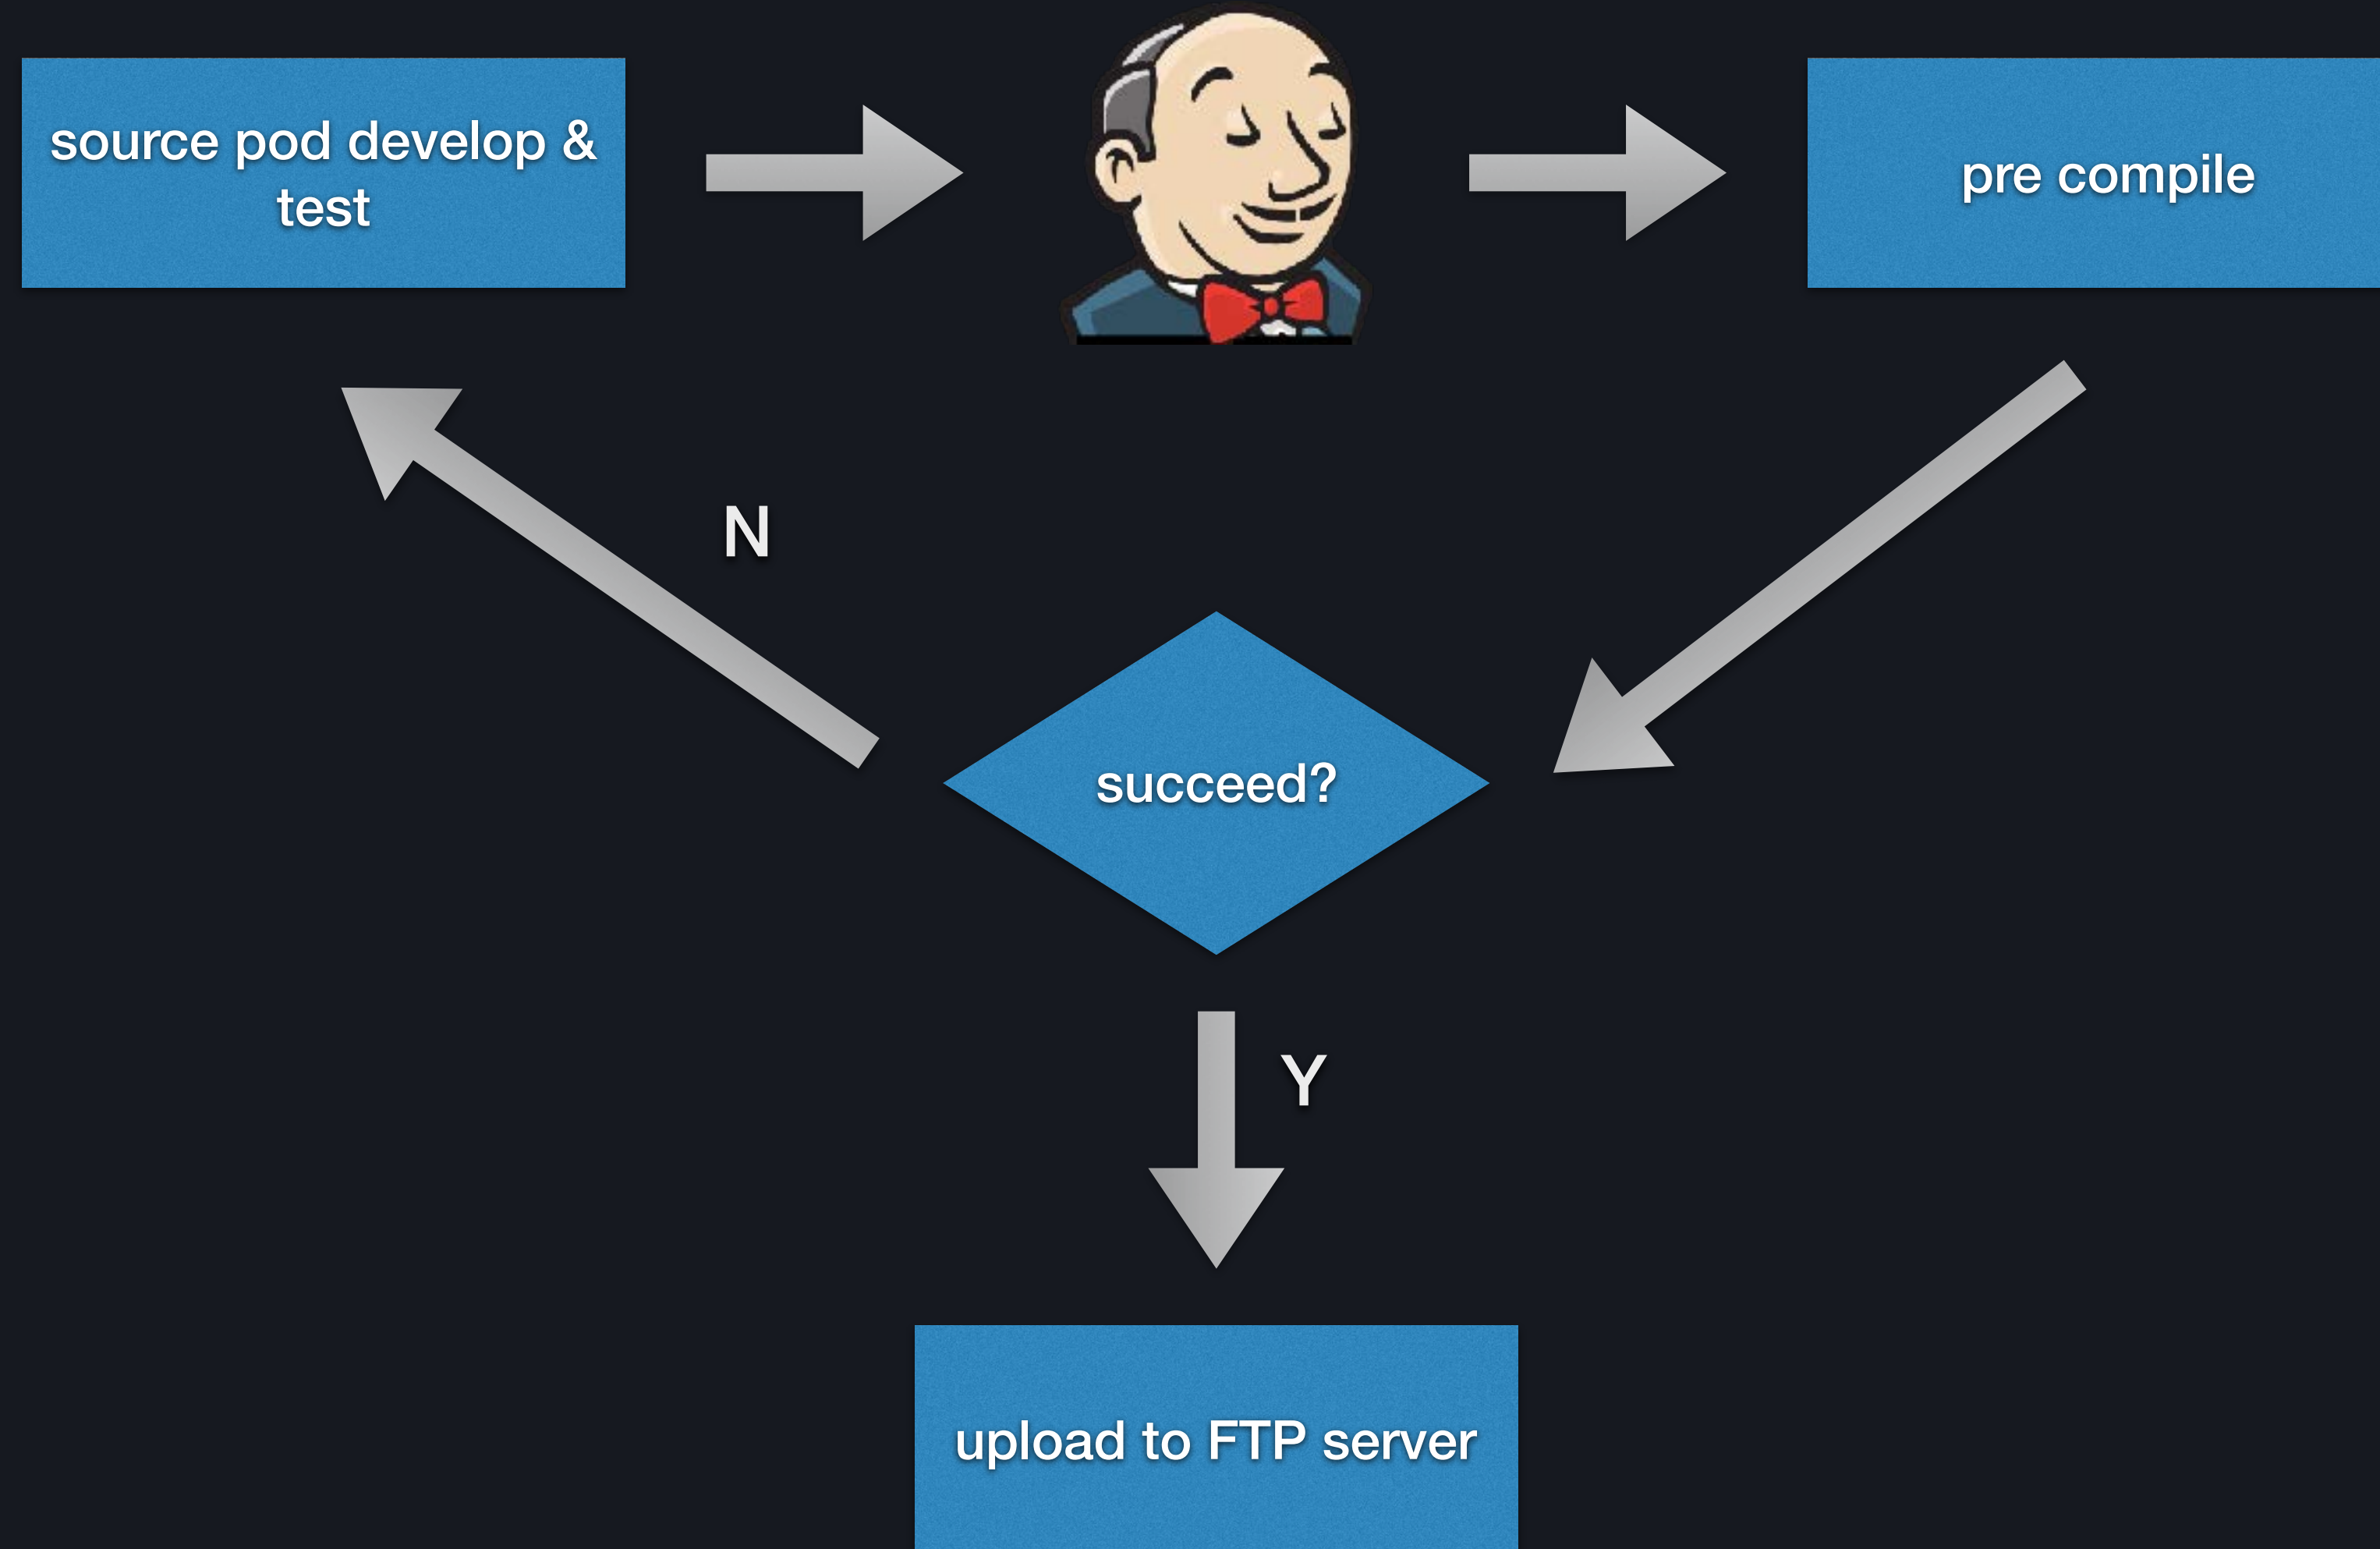 source pod develop &
test
pre compile
N
succeed?
Y
upload to FTP server